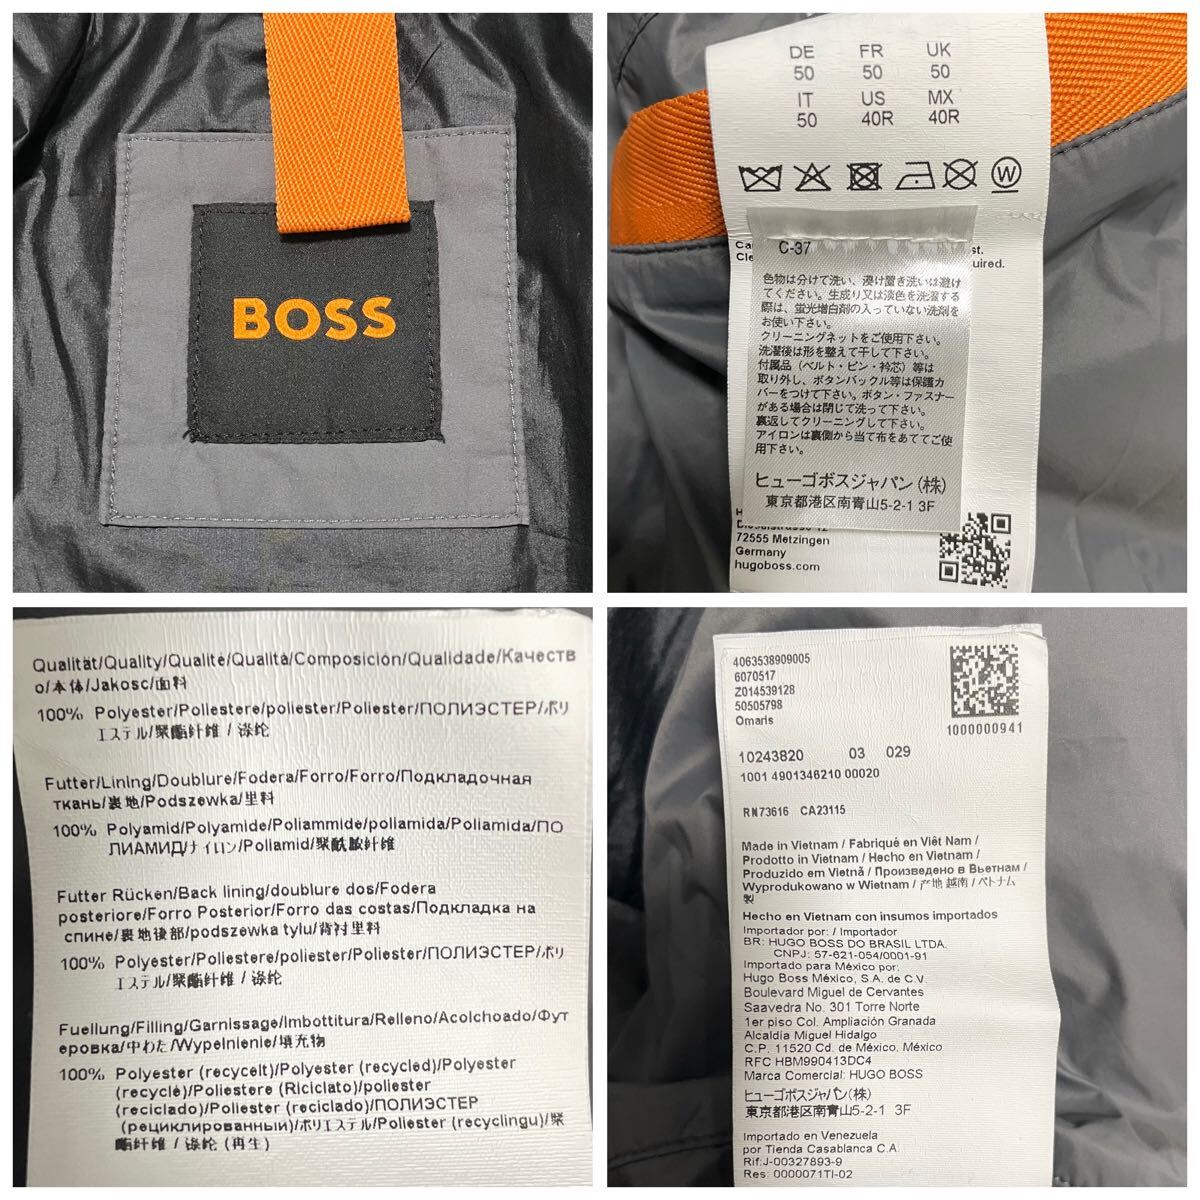 BOSS
DE FR UK
50 50 50
IT US MX
50 40R 40R
W
Ca
st.
Cle
uired.
C-37
色物は分けて洗い、浸け置き洗いは避け
てください。生成り又は淡色を洗濯する
際は、蛍光増白剤の入っていない洗剤を
お使い下さい。
クリーニングネットをご使用下さい。
洗濯後は形を整えて干して下さい。
付属品(ベルト・ピン・衿芯)等は
取り外し、ボタンバックル等は保護カ
バーをつけて下さい。ボタン・ファスナー
がある場合は閉じて洗って下さい。
裏返してクリーニングして下さい。
アイロンは裏側から当て布をあててご使
用下さい。
ヒューゴボスジャパン(株)
東京都港区南青山5-2-1 3F
72555 Metzingen
Germany
hugoboss.com
Qualität/Quality/Qualité/Qualità/Composición/Qualidade/Качеств
о/本体/Jakosc/面料
100% Polyester/Poliestere/poliester/Poliester/ПОЛИЭСТЕР/ポリ
エステル/聚酯纤维 / 涤纶
Futter/Lining/Doublure/Fodera/Forro/Forro/Подкладочная
ткань/裏地/Podszewka/里料
100% Polyamid/Polyamide/Poliammide/poliamida/Poliamida/ПО
ЛИАМИД/ナイロン/Poliamid/聚酰胺纤维
Futter Rücken/Back lining/doublure dos/Fodera
posteriore/Forro Posterior/Forro das costas/Подкладка на
спине/裏地後部/podszewka tylu/背衬里料
100% Polyester/Poliestere/poliester/Poliester/ПОЛИЭСТЕР/ポリ
エステル/聚酯纤维 / 涤纶
Fuellung/Filling/Garnissage/Imbottitura/Relleno/Acolchoado/Фут
еровка/中わた/Wypelnienie/填充物
100% Polyester (recycelt)/Polyester (recycled)/Polyester
(recyclé)/Poliestere (Riciclato)/poliester
(reciclado)/Poliester (reciclado)/ПОЛИЭСТЕР
(рециклированный)/ポリエステル/Poliester (recyclingu)/聚
酯纤维 / 涤纶 (再生)
4063538909005
6070517
Z014539128
50505798
Omaris
1000000941
10243820 03 029
1001 4901346210 00020
RN73616 CA23115
Made in Vietnam / Fabriqué en Viêt Nam /
Prodotto in Vietnam / Hecho en Vietnam /
Produzido em Vietnã / Произведено в Вьетнам /
Wyprodukowano w Wietnam / 产地 越南 / ベトナム
製
Hecho en Vietnam con insumos importados
Importador por: / Importador
BR: HUGO BOSS DO BRASIL LTDA.
CNPJ: 57-621-054/0001-91
Importado para México por:
Hugo Boss México, S.A. de C.V.
Boulevard Miguel de Cervantes
Saavedra No. 301 Torre Norte
1er piso Col. Ampliación Granada
Alcaldía Miguel Hidalgo
C.P. 11520 Cd. de México, México
RFC HBM990413DC4
Marca Comercial: HUGO BOSS
ヒューゴボスジャパン(株)
東京都港区南青山5-2-1 3F
Importado en Venezuela
por Tienda Casablanca C.A.
Rif:J-00327893-9
Res: 0000071TI-02